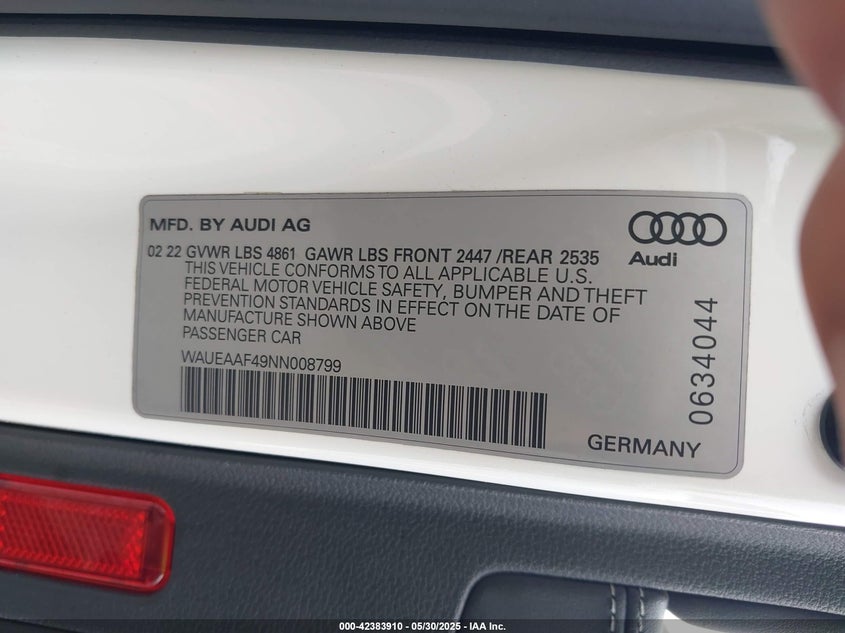 MFD. BY AUDI AG
02 22 GVWR LBS 4861 GAWR LBS FRONT 2447 /REAR 2535
THIS VEHICLE CONFORMS TO ALL APPLICABLE U.S.
FEDERAL MOTOR VEHICLE SAFETY, BUMPER AND THEFT
PREVENTION STANDARDS IN EFFECT ON THE DATE OF
MANUFACTURE SHOWN ABOVE
PASSENGER CAR
WAUEAAF49NN008799
Audi
0634044
GERMANY
000-42383910 - 05/30/2025 - IAA Inc.